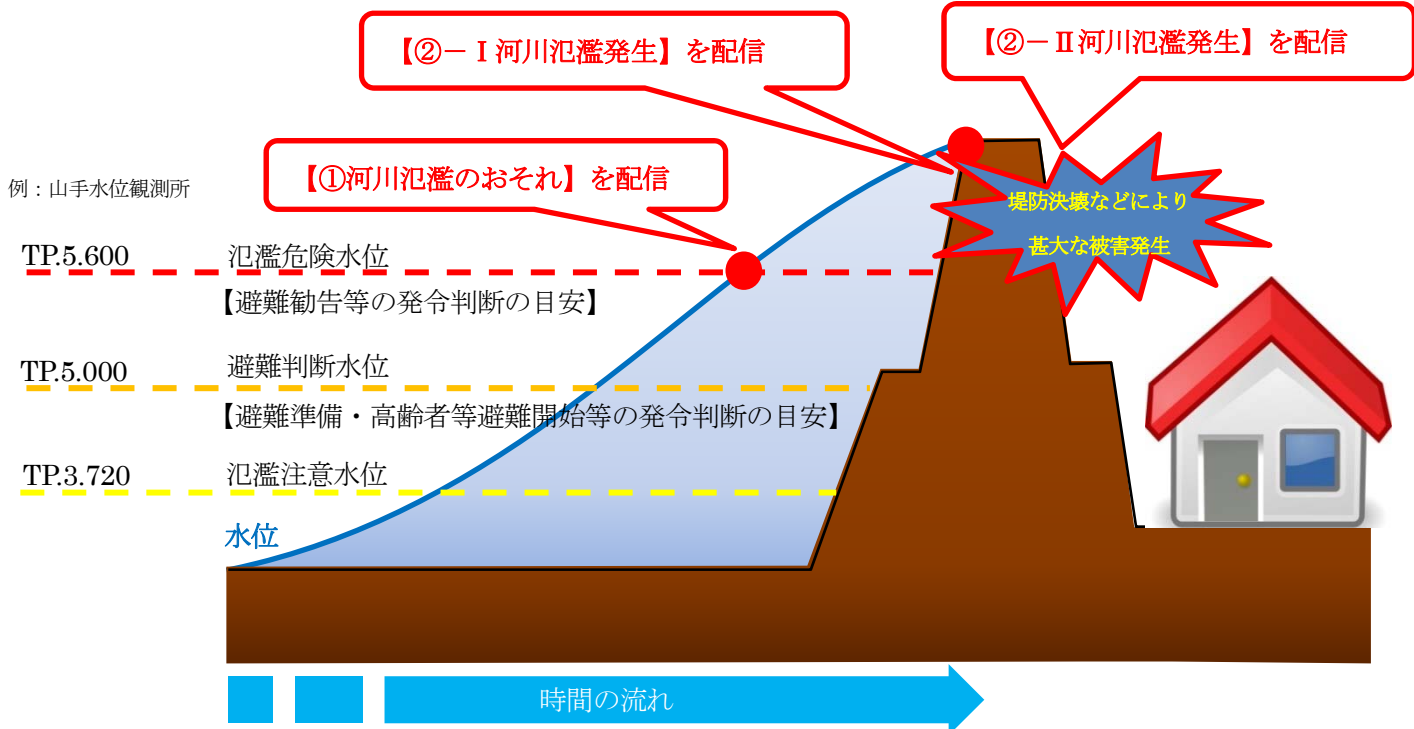 【②－Ⅰ河川氾濫発生】を配信
【②－Ⅱ河川氾濫発生】を配信
【①河川氾濫のおそれ】を配信
例：山手水位観測所
堤防決壊などにより
甚大な被害発生
TP.5.600 氾濫危険水位
【避難勧告等の発令判断の目安】
TP.5.000 避難判断水位
【避難準備・高齢者等避難開始等の発令判断の目安】
TP.3.720 氾濫注意水位
水位
時間の流れ